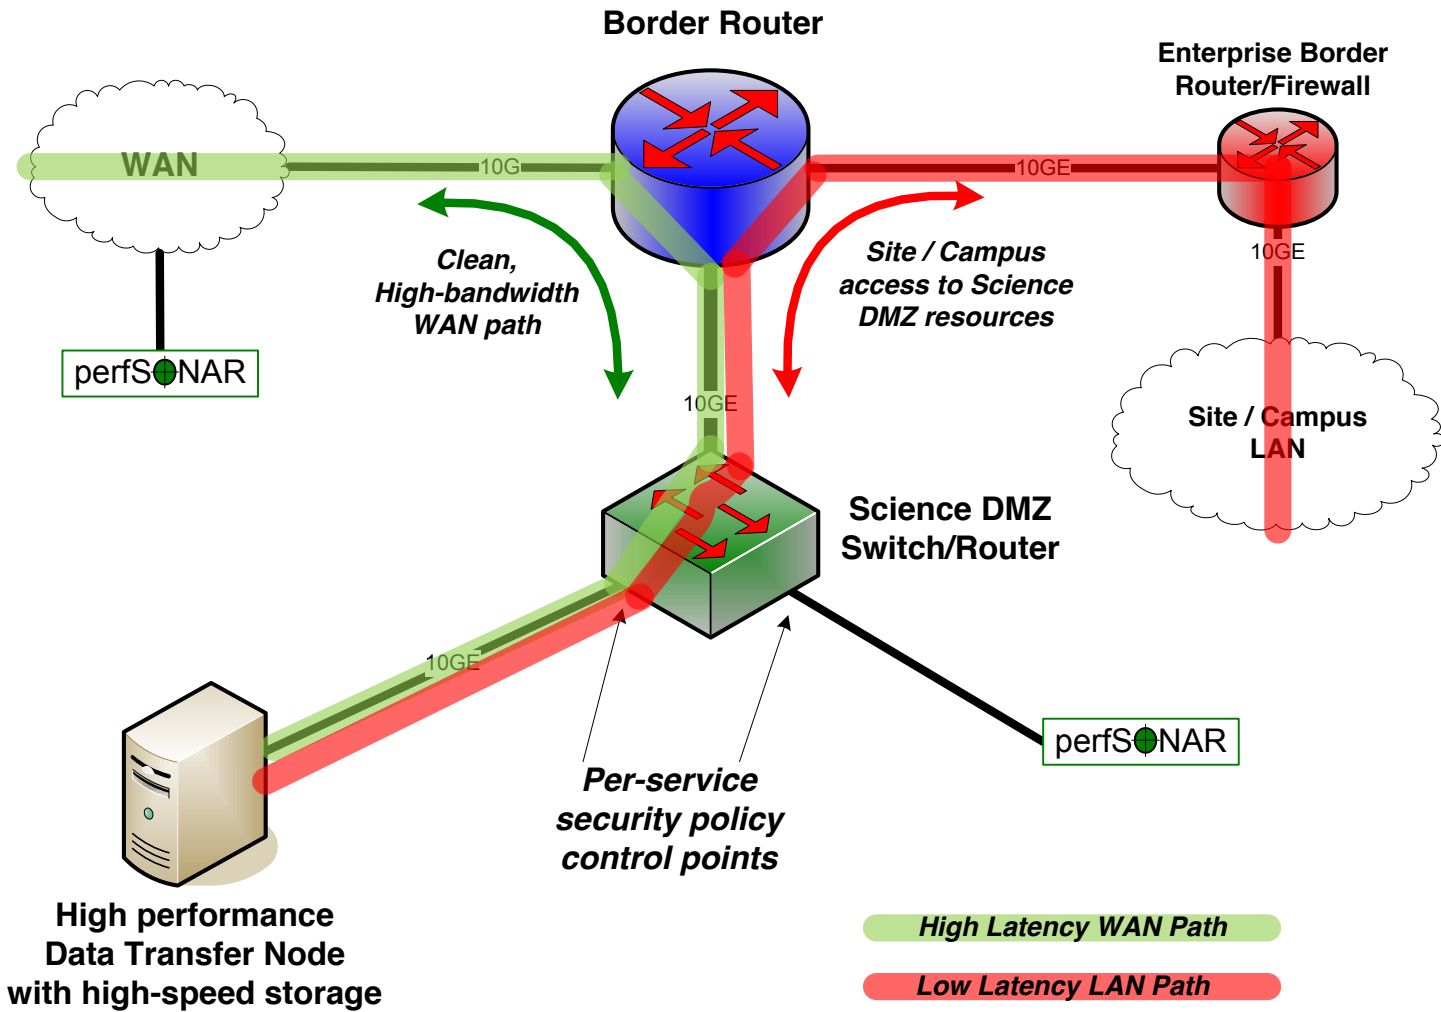 Border Router
Enterprise Border
Router/Firewall
WAN
10G
10GE
10GE
Clean,
High-bandwidth
WAN path
Site / Campus
access to Science
DMZ resources
perfSONAR
10GE
Site / Campus
LAN
Science DMZ
Switch/Router
10GE
perfSONAR
Per-service
security policy
control points
High performance
Data Transfer Node
with high-speed storage
High Latency WAN Path
Low Latency LAN Path